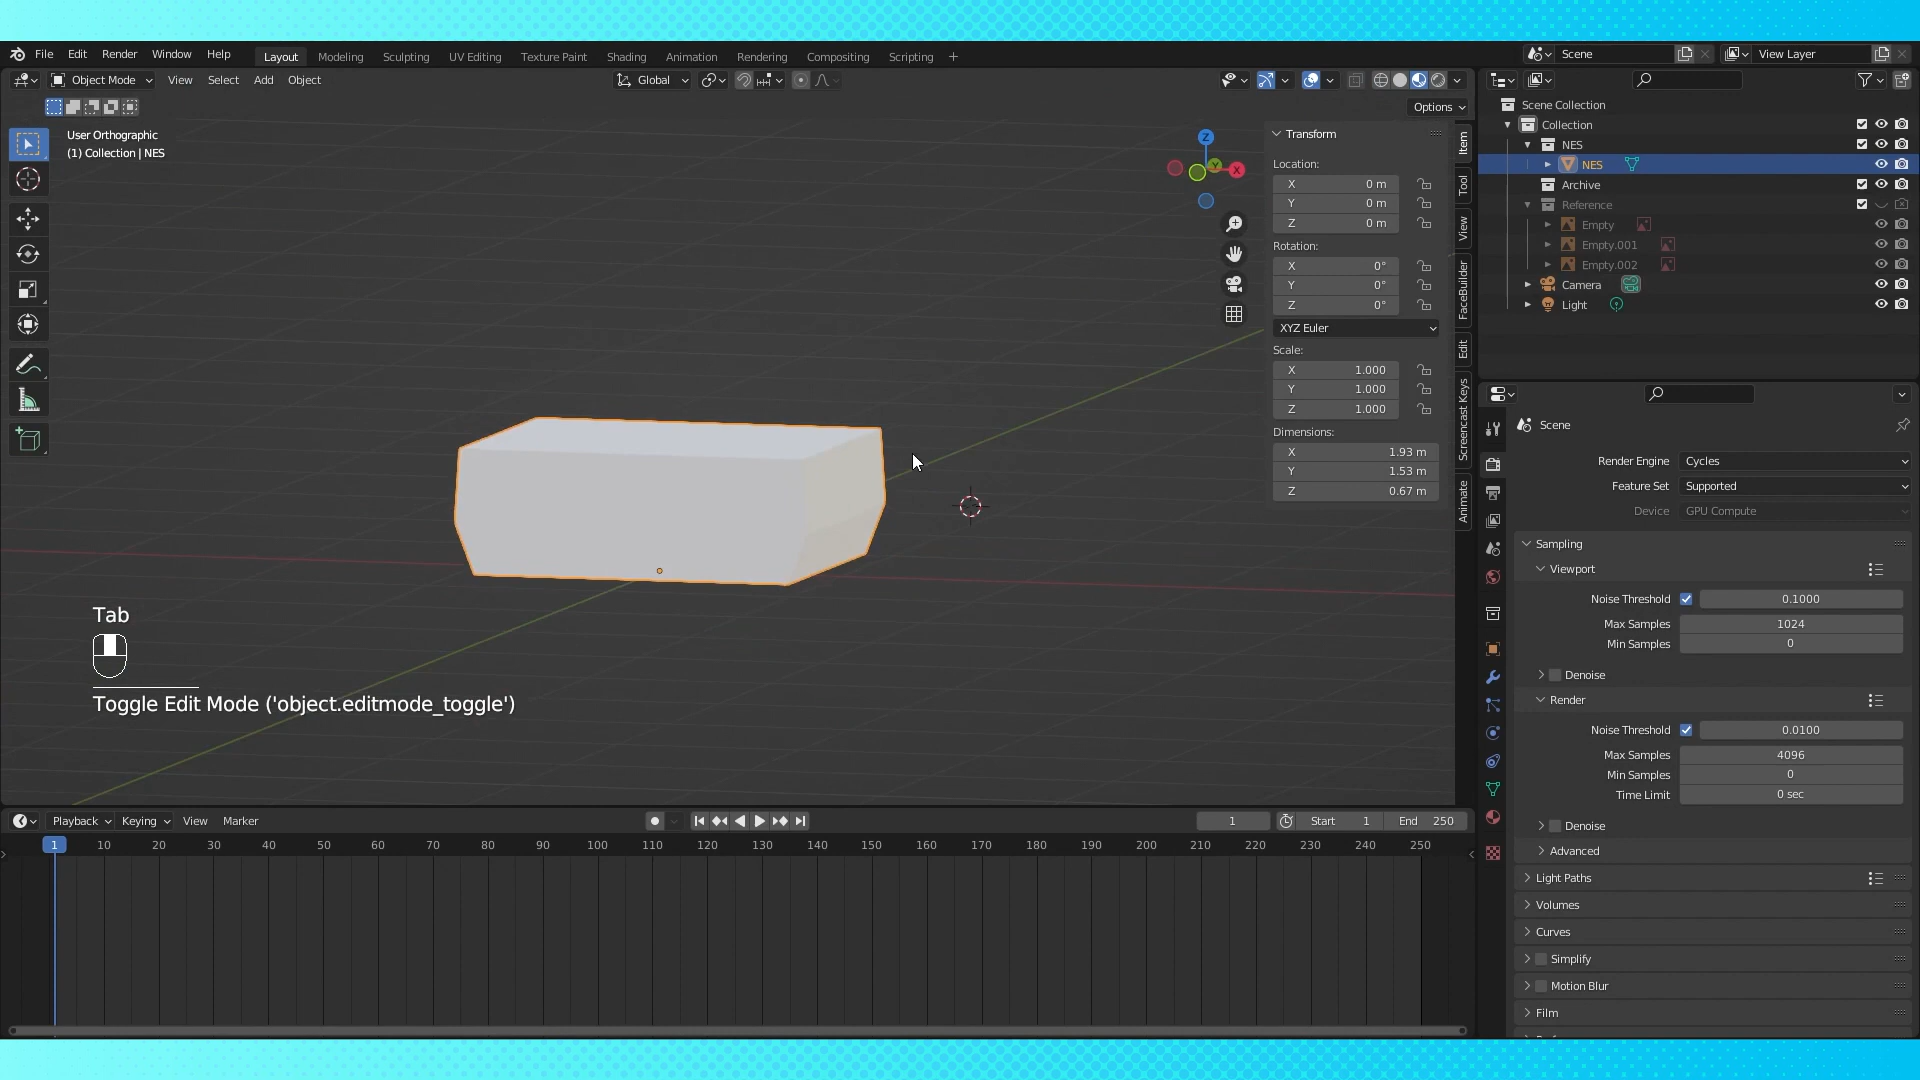 File Edit Render Window Help Layout Modeling Sculpting UV Editing Texture Paint Shading Animation Rendering Compositing Scripting + Scene View Layer
Object Mode View Select Add Object Global
Options
User Orthographic
(1) Collection | NES
Z
Y
X
Transform
Location:
X 0 m
Y 0 m
Z 0 m
Rotation:
X 0°
Y 0°
Z 0°
XYZ Euler
Scale:
X 1.000
Y 1.000
Z 1.000
Dimensions:
X 1.93 m
Y 1.53 m
Z 0.67 m
Item
Tool
View
FaceBuilder
Edit
Screencast Keys
Animate
Tab
Toggle Edit Mode ('object.editmode_toggle')
Scene Collection
Collection
NES
NES
Archive
Reference
Empty
Empty.001
Empty.002
Camera
Light
Scene
Render Engine Cycles
Feature Set Supported
Device GPU Compute
Sampling
Viewport
Noise Threshold 0.1000
Max Samples 1024
Min Samples 0
Denoise
Render
Noise Threshold 0.0100
Max Samples 4096
Min Samples 0
Time Limit 0 sec
Denoise
Advanced
Light Paths
Volumes
Curves
Simplify
Motion Blur
Film
Playback Keying View Marker 1 Start 1 End 250
1 10 20 30 40 50 60 70 80 90 100 110 120 130 140 150 160 170 180 190 200 210 220 230 240 250